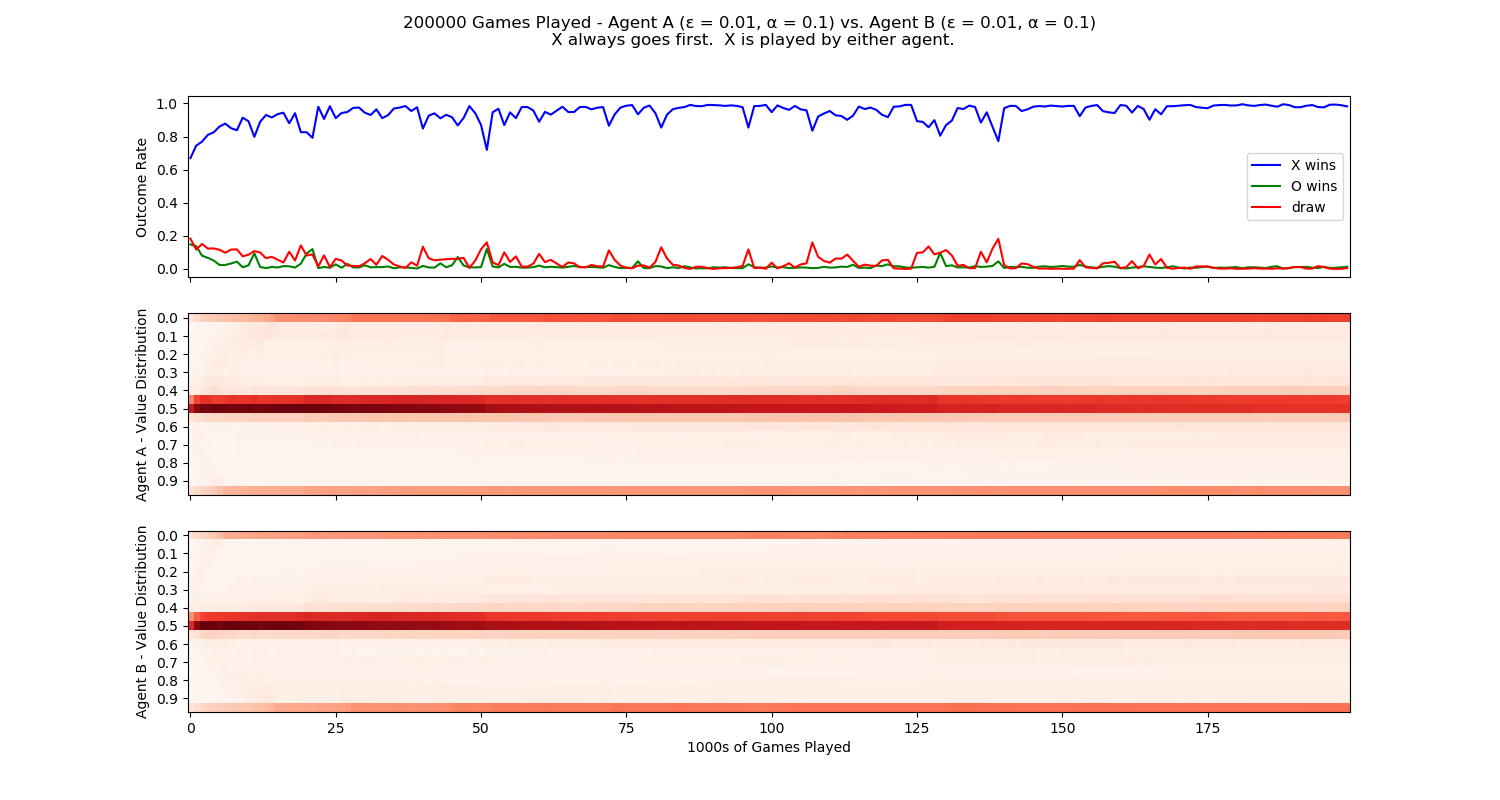 200000 Games Played - Agent A (ε = 0.01, α = 0.1) vs. Agent B (ε = 0.01, α = 0.1)
X always goes first.  X is played by either agent.
Outcome Rate
1.0
0.8
0.6
0.4
0.2
0.0
X wins
O wins
draw
Agent A - Value Distribution
0.0
0.1
0.2
0.3
0.4
0.5
0.6
0.7
0.8
0.9
Agent B - Value Distribution
0.0
0.1
0.2
0.3
0.4
0.5
0.6
0.7
0.8
0.9
0 25 50 75 100 125 150 175
1000s of Games Played